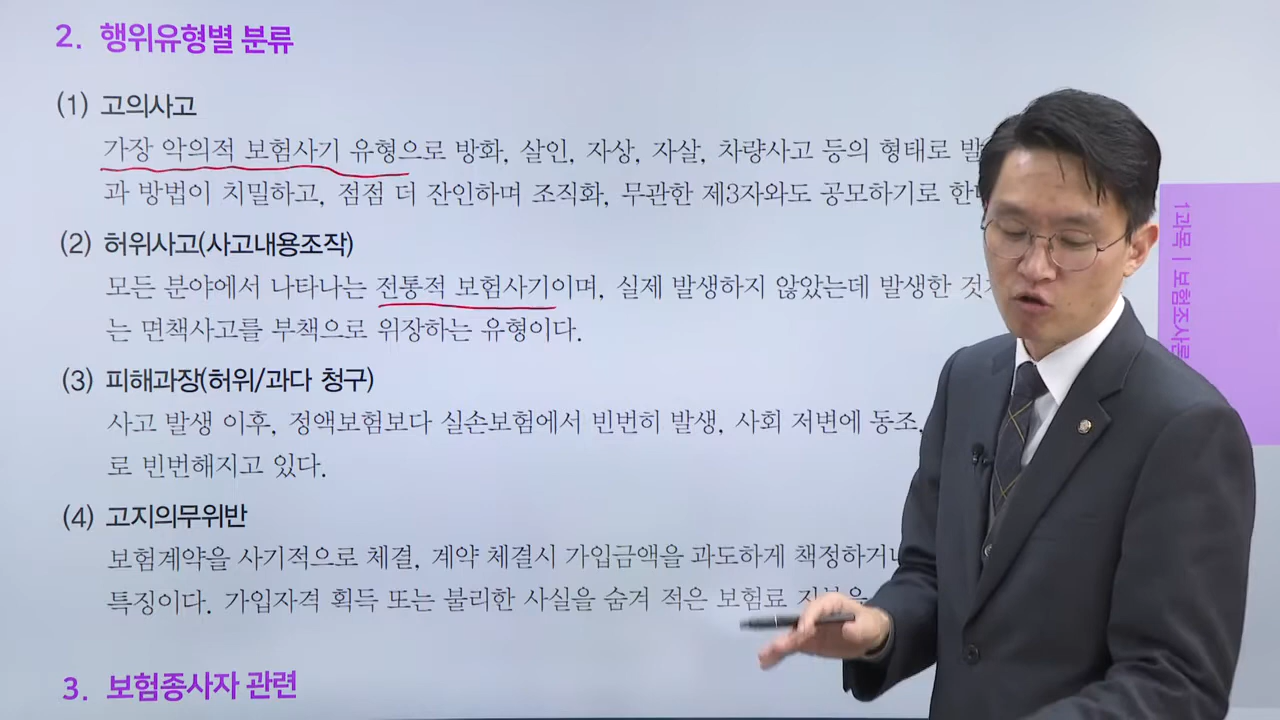 2. 행위유형별 분류
(1) 고의사고
가장 악의적 보험사기 유형으로 방화, 살인, 자상, 자살, 차량사고 등의 형태로
과 방법이 치밀하고, 점점 더 잔인하며 조직화, 무관한 제3자와도 공모하기로
(2) 허위사고(사고내용조작)
모든 분야에서 나타나는 전통적 보험사기이며, 실제 발생하지 않았는데 발생한
는 면책사고를 부책으로 위장하는 유형이다.
(3) 피해과장(허위/과다 청구)
사고 발생 이후, 정액보험보다 실손보험에서 빈번히 발생, 사회 저변에 동조,
로 빈번해지고 있다.
(4) 고지의무위반
보험계약을 사기적으로 체결, 계약 체결시 가입금액을 과도하게 책정하거나
특징이다. 가입자격 획득 또는 불리한 사실을 숨겨 적은 보험료
3. 보험종사자 관련
1과목 | 보험조사론